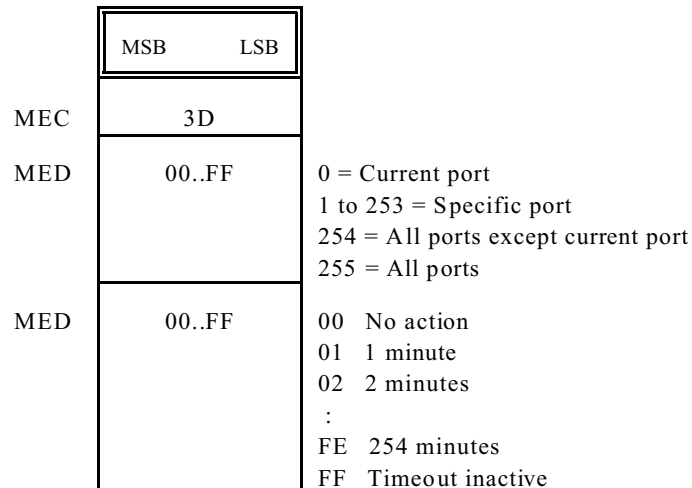 MSB LSB
MEC 3D
MED 00..FF 0 = Current port
1 to 253 = Specific port
254 = All ports except current port
255 = All ports
MED 00..FF 00 No action
01 1 minute
02 2 minutes
:
FE 254 minutes
FF Timeout inactive